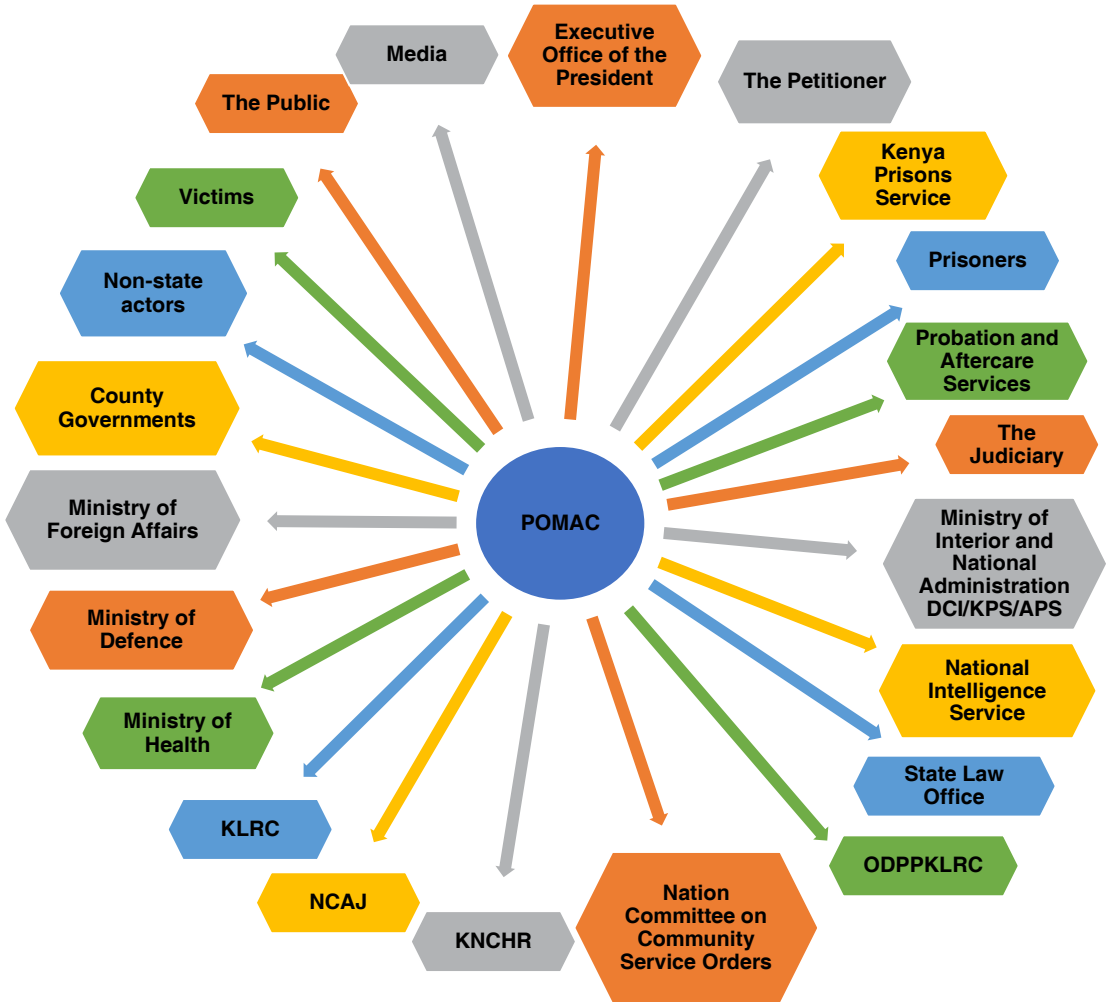 Executive
Office of the
President
The Petitioner
Kenya
Prisons
Service
Prisoners
Probation and
Aftercare
Services
The
Judiciary
Ministry of
Interior and
National
Administration
DCI/KPS/APS
National
Intelligence
Service
State Law
Office
ODPPKLRC
Nation
Committee on
Community
Service Orders
KNCHR
NCAJ
KLRC
Ministry of
Health
Ministry of
Defence
Ministry of
Foreign Affairs
County
Governments
Non-state
actors
Victims
The Public
Media
POMAC